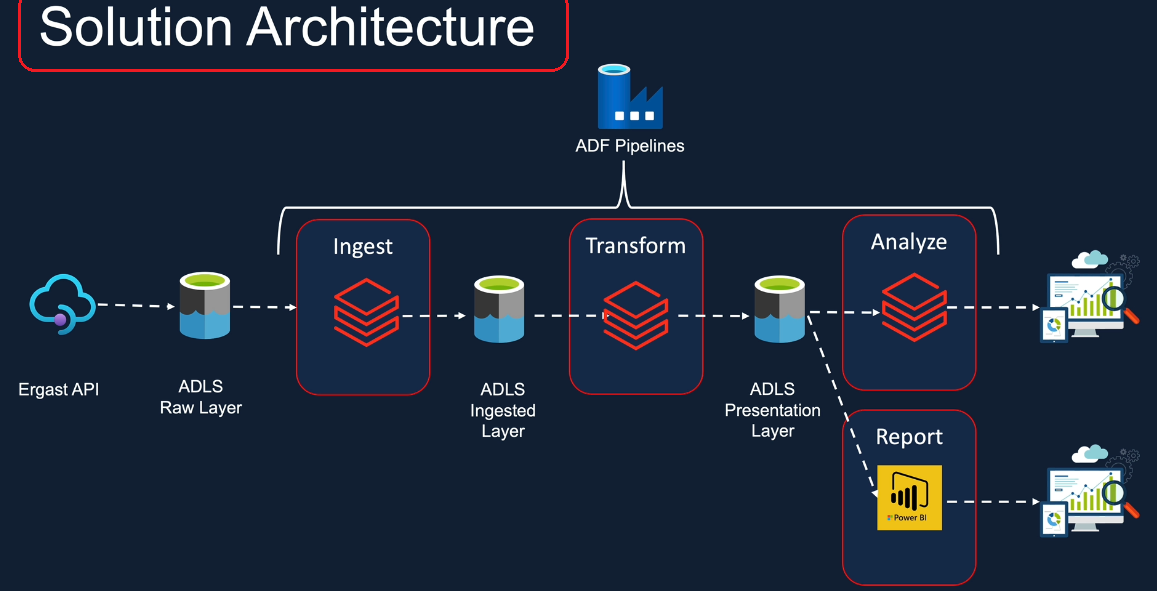 Solution Architecture
ADF Pipelines
Ingest
Transform
Analyze
Ergast API
ADLS
Raw Layer
ADLS
Ingested
Layer
ADLS
Presentation
Layer
Report
Power BI